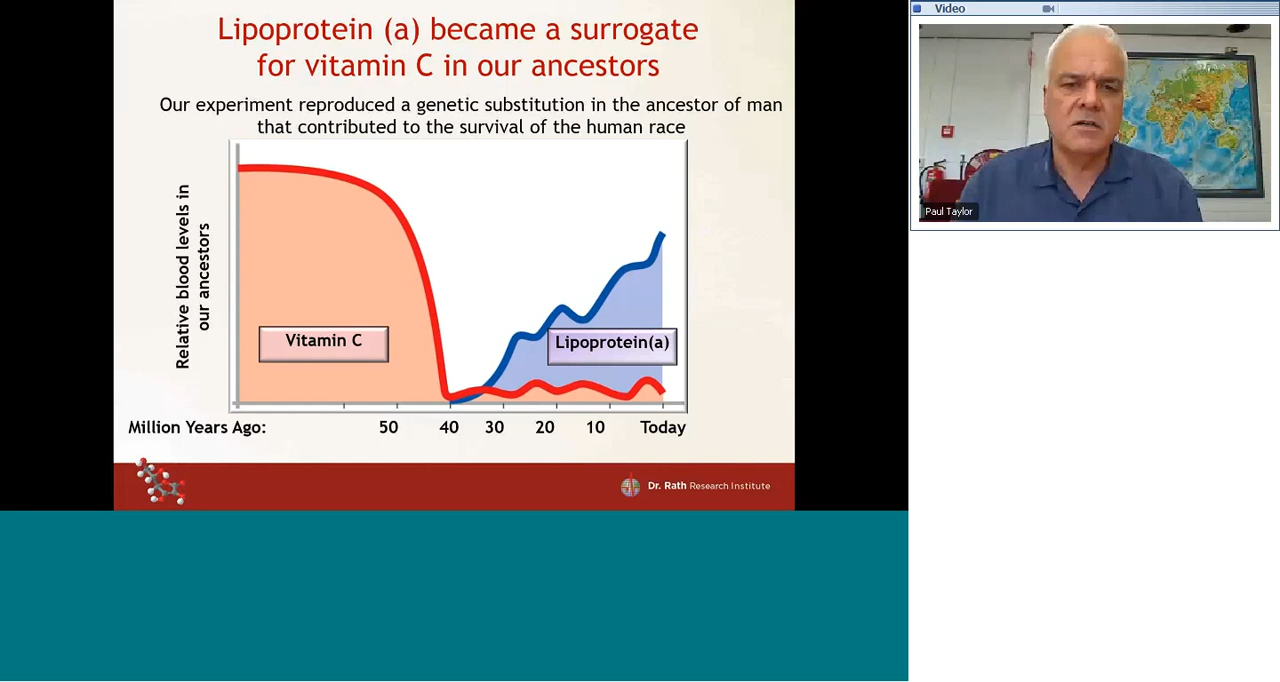 Lipoprotein (a) became a surrogate
for vitamin C in our ancestors
Our experiment reproduced a genetic substitution in the ancestor of man
that contributed to the survival of the human race
Relative blood levels in
our ancestors
Vitamin C
Lipoprotein(a)
Million Years Ago: 50 40 30 20 10 Today
Dr. Rath Research Institute
Video
Paul Taylor